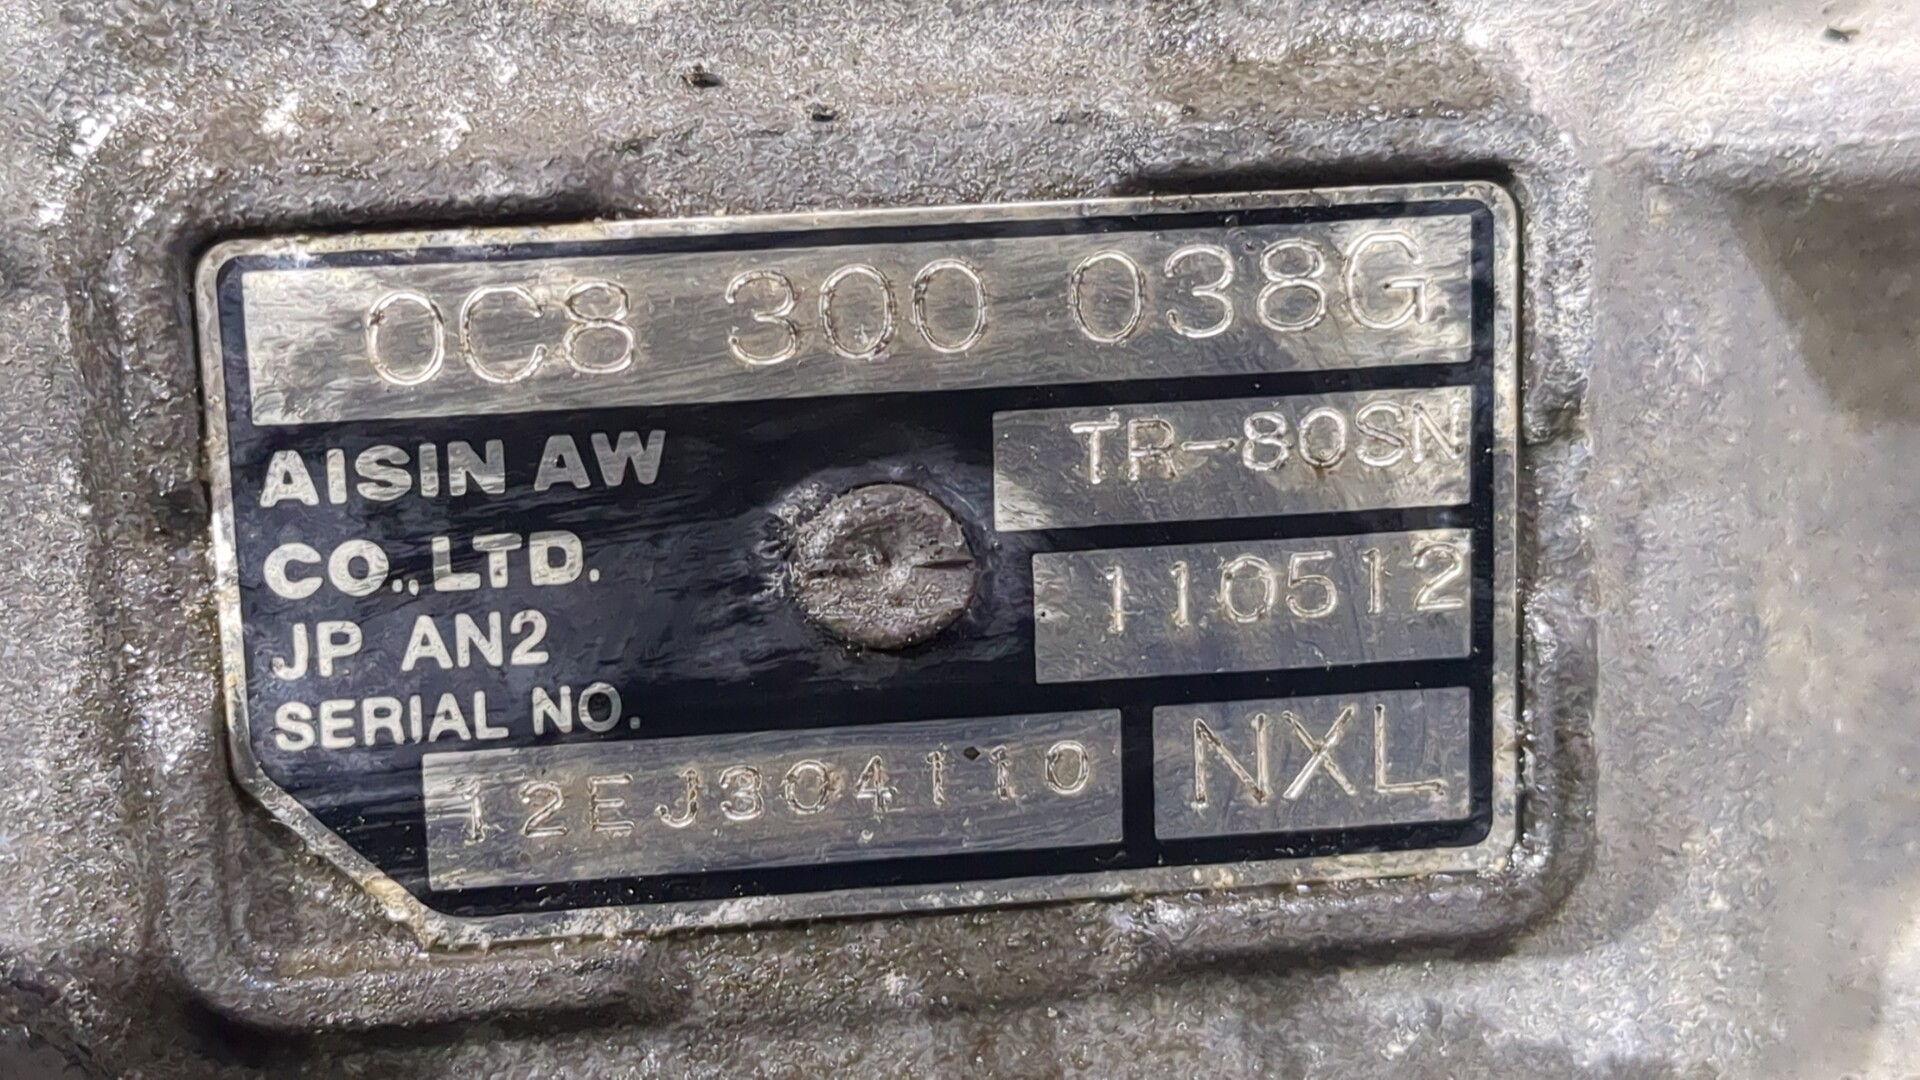 0C8 300 038G
AISIN AW
TR-80SN
CO.,LTD.
110512
JP AN2
SERIAL NO.
12EJ304110
NXL